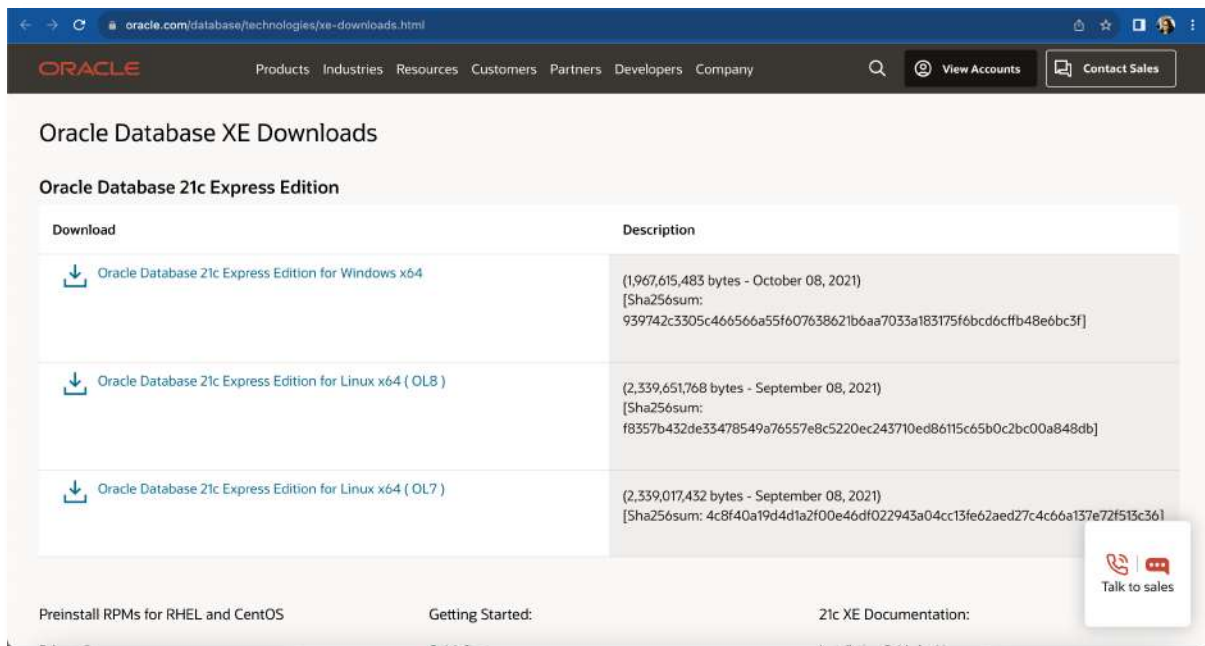 oracle.com/database/technologies/xe-downloads.html
ORACLE
Products Industries Resources Customers Partners Developers Company
View Accounts
Contact Sales
Oracle Database XE Downloads
Oracle Database 21c Express Edition
Download Description
Oracle Database 21c Express Edition for Windows x64
(1,967,615,483 bytes - October 08, 2021)
[Sha256sum:
939742c3305c466566a55f607638621b6aa7033a183175f6bcd6cffb48e6bc3f]
Oracle Database 21c Express Edition for Linux x64 ( OL8 )
(2,339,651,768 bytes - September 08, 2021)
[Sha256sum:
f8357b432de33478549a76557e8c5220ec243710ed86115c65b0c2bc00a848db]
Oracle Database 21c Express Edition for Linux x64 ( OL7 )
(2,339,017,432 bytes - September 08, 2021)
[Sha256sum: 4c8f40a19d4d1a2f00e46df022943a04cc13fe62aed27c4c66a137e72f513c36]
Talk to sales
Preinstall RPMs for RHEL and CentOS
Getting Started:
21c XE Documentation: